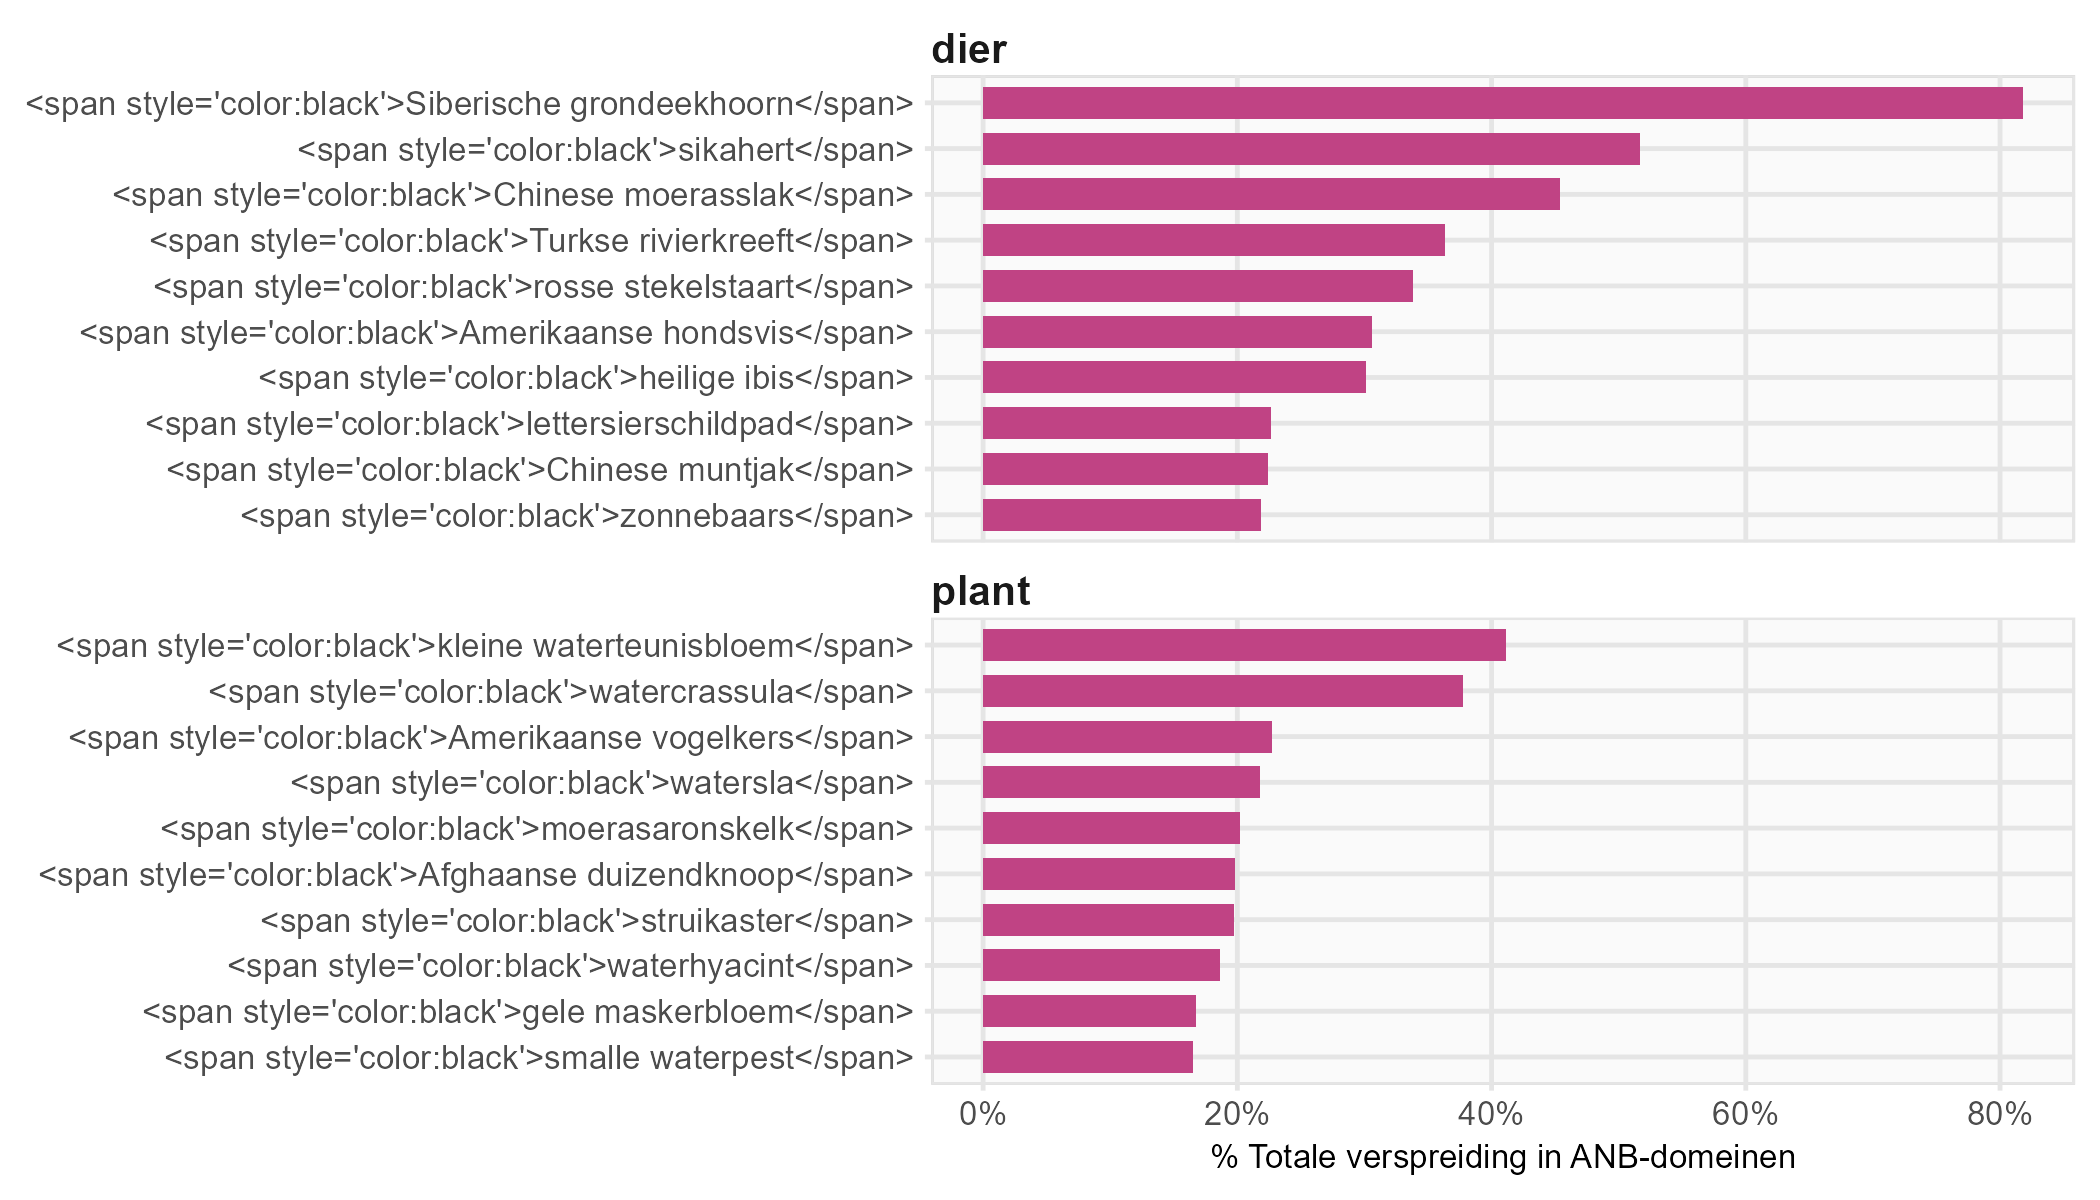 dier
<span style='color:black'>Siberische grondeekhoorn</span>
<span style='color:black'>sikahert</span>
<span style='color:black'>Chinese moerasslak</span>
<span style='color:black'>Turkse rivierkreeft</span>
<span style='color:black'>rosse stekelstaart</span>
<span style='color:black'>Amerikaanse hondsvis</span>
<span style='color:black'>heilige ibis</span>
<span style='color:black'>lettersierschildpad</span>
<span style='color:black'>Chinese muntjak</span>
<span style='color:black'>zonnebaars</span>
plant
<span style='color:black'>kleine waterteunisbloem</span>
<span style='color:black'>watercrassula</span>
<span style='color:black'>Amerikaanse vogelkers</span>
<span style='color:black'>watersla</span>
<span style='color:black'>moerasaronskelk</span>
<span style='color:black'>Afghaanse duizendknoop</span>
<span style='color:black'>struikaster</span>
<span style='color:black'>waterhyacint</span>
<span style='color:black'>gele maskerbloem</span>
<span style='color:black'>smalle waterpest</span>
0% 20% 40% 60% 80%
% Totale verspreiding in ANB-domeinen